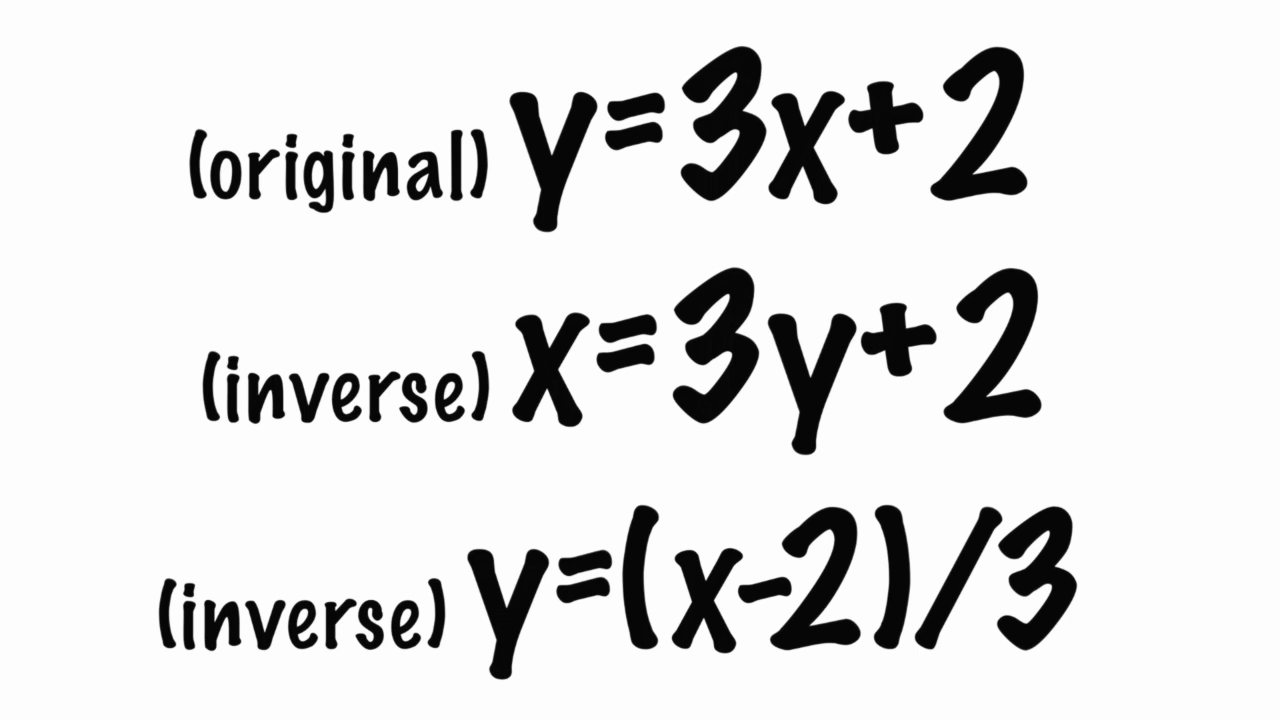 (original) y=3x+2
(inverse) x=3y+2
(inverse) y=(x-2)/3